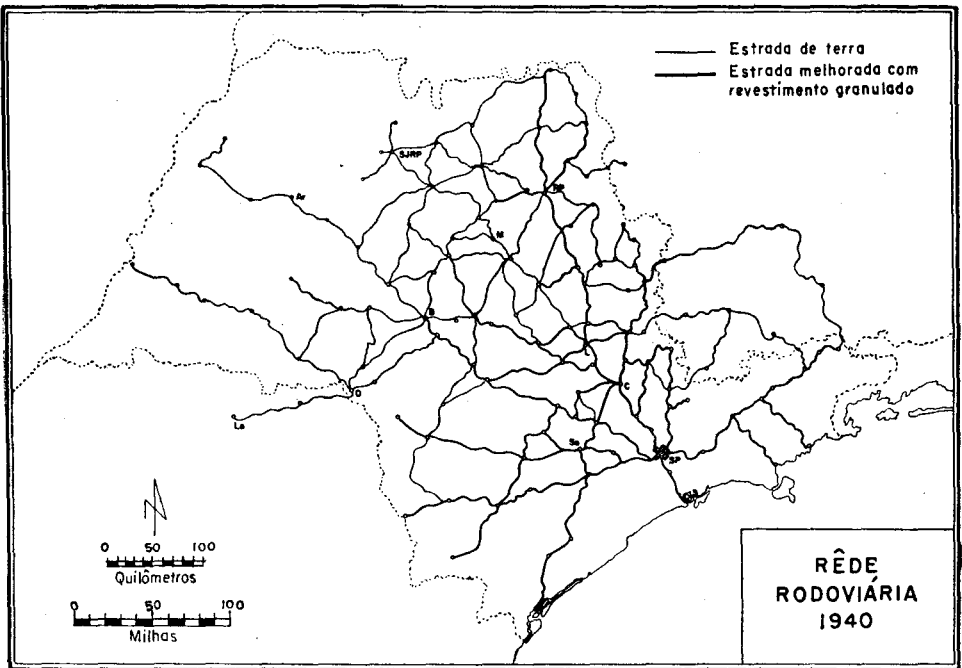 Estrada de terra
Estrada melhorada com
revestimento granulado
SJRP
Ar
RP
M
B
O
Lo
C
So
SP
0 50 100
Quilômetros
0 50 100
Milhas
RÊDE
RODOVIÁRIA
1940